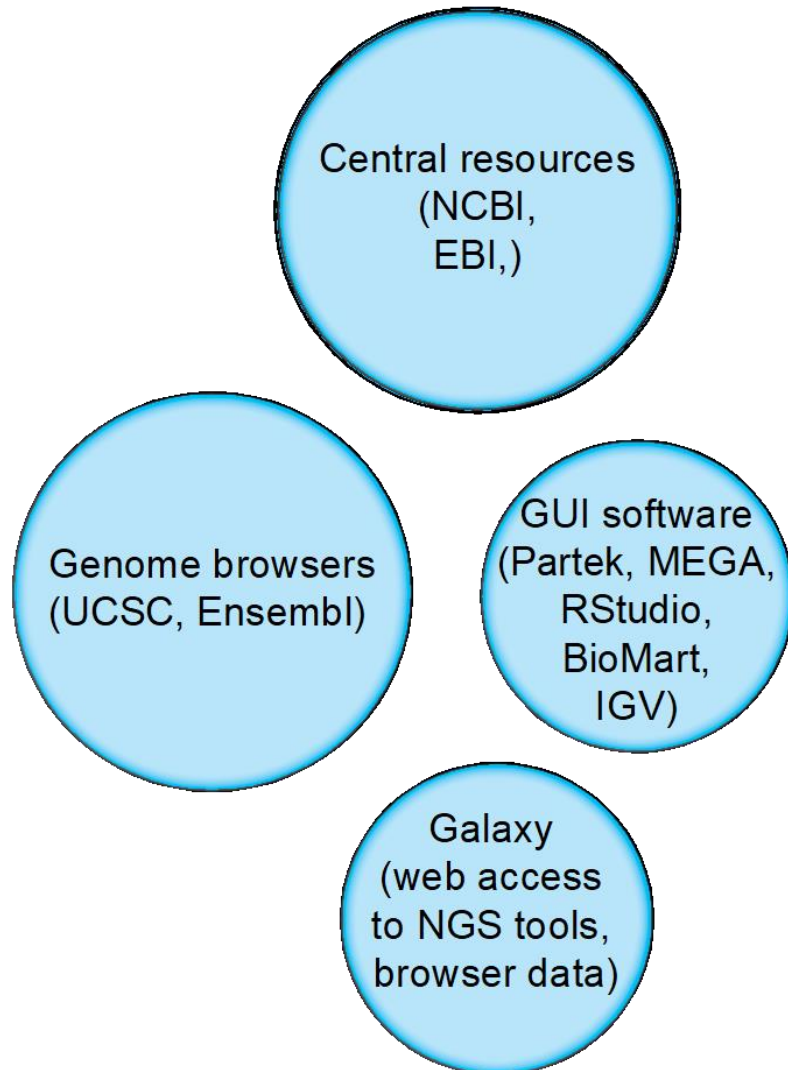 Central resources
(NCBI,
EBI,)
Genome browsers
(UCSC, Ensembl)
GUI software
(Partek, MEGA,
RStudio,
BioMart,
IGV)
Galaxy
(web access
to NGS tools,
browser data)